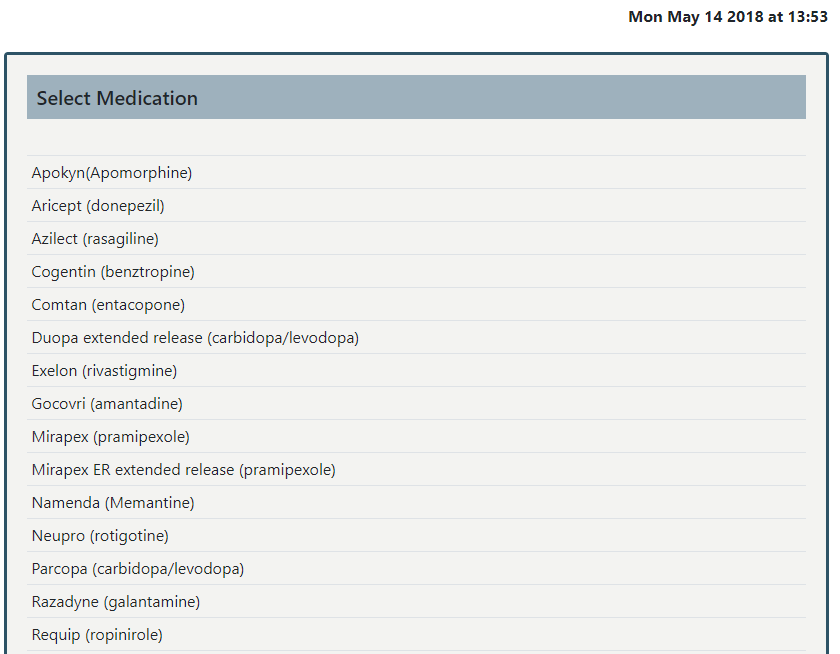 Mon May 14 2018 at 13:53
Select Medication
Apokyn(Apomorphine)
Aricept (donepezil)
Azilect (rasagiline)
Cogentin (benztropine)
Comtan (entacopone)
Duopa extended release (carbidopa/levodopa)
Exelon (rivastigmine)
Gocovri (amantadine)
Mirapex (pramipexole)
Mirapex ER extended release (pramipexole)
Namenda (Memantine)
Neupro (rotigotine)
Parcopa (carbidopa/levodopa)
Razadyne (galantamine)
Requip (ropinirole)